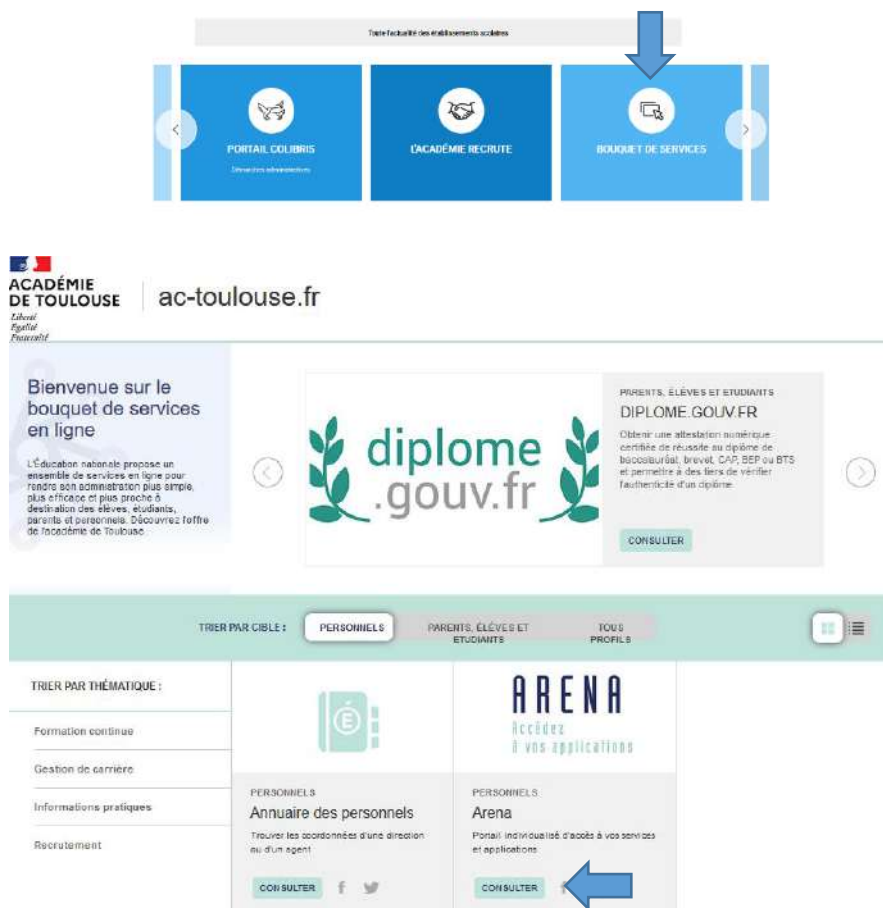 Toute l'actualité des établissements scolaires
PORTAIL COLIBRIS
L'ACADÉMIE RECRUTE
BOUQUET DE SERVICES
Démarches administratives
ACADÉMIE
DE TOULOUSE
ac-toulouse.fr
Liberté
Égalité
Fraternité
Bienvenue sur le
bouquet de services
en ligne
L'Éducation nationale propose un
ensemble de services en ligne pour
rendre son administration plus simple,
plus efficace et plus proche à
destination des élèves, étudiants,
parents et personnels. Découvrez l'offre
de l'académie de Toulouse
diplome
.gouv.fr
PARENTS, ÉLÈVES ET ETUDIANTS
DIPLOME.GOUV.FR
Obtenir une attestation numérique
certifiée de réussite au diplôme de
baccalauréat, brevet, CAP, BEP ou BTS
et permettre à des tiers de vérifier
l'authenticité d'un diplôme.
CONSULTER
TRIER PAR CIBLE :
PERSONNELS
PARENTS, ÉLÈVES ET
ETUDIANTS
TOUS
PROFILS
TRIER PAR THÉMATIQUE :
Formation continue
Gestion de carrière
Informations pratiques
Recrutement
É
PERSONNELS
Annuaire des personnels
Trouver les coordonnées d'une direction
ou d'un agent
CONSULTER
ARENA
Accédez
à vos applications
PERSONNELS
Arena
Portail individualisé d'accès à vos services
et applications
CONSULTER